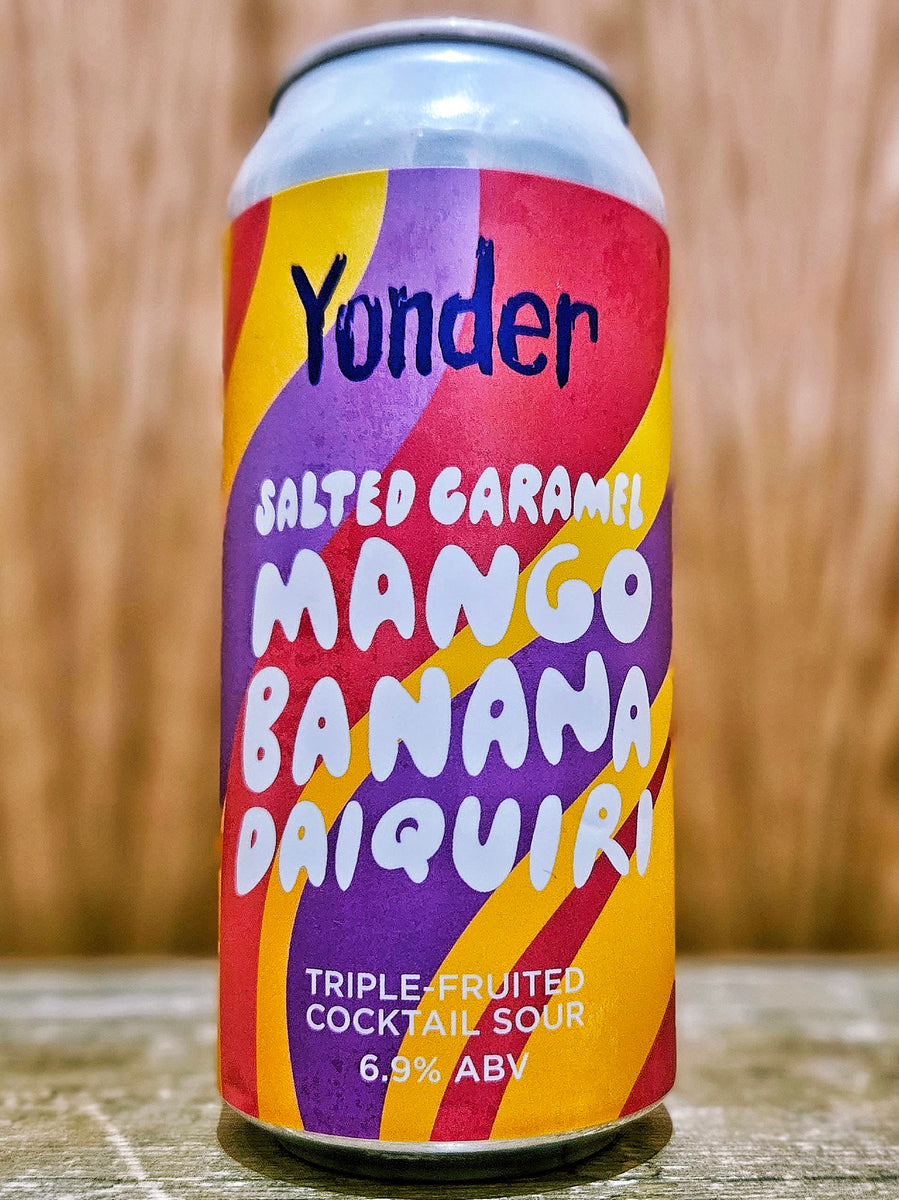 Yonder
SALTED CARAMEL
MANGO
BANANA
DAIQUIRI
TRIPLE-FRUITED
COCKTAIL SOUR
6.9% ABV